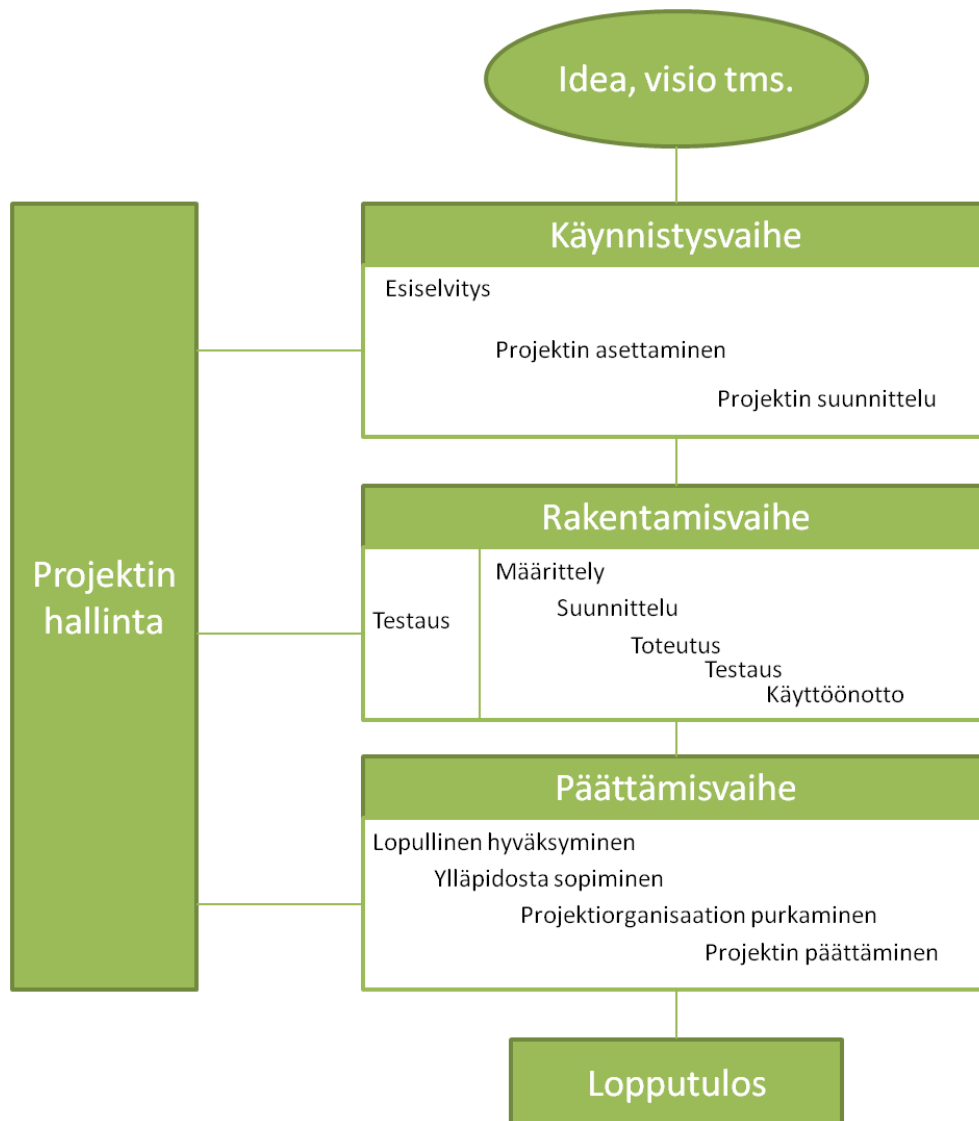 Idea, visio tms.
Käynnistysvaihe
Esiselvitys
Projektin asettaminen
Projektin suunnittelu
Projektin
hallinta
Rakentamisvaihe
Testaus
Määrittely
Suunnittelu
Toteutus
Testaus
Käyttöönotto
Päättämisvaihe
Lopullinen hyväksyminen
Ylläpidosta sopiminen
Projektiorganisaation purkaminen
Projektin päättäminen
Lopputulos